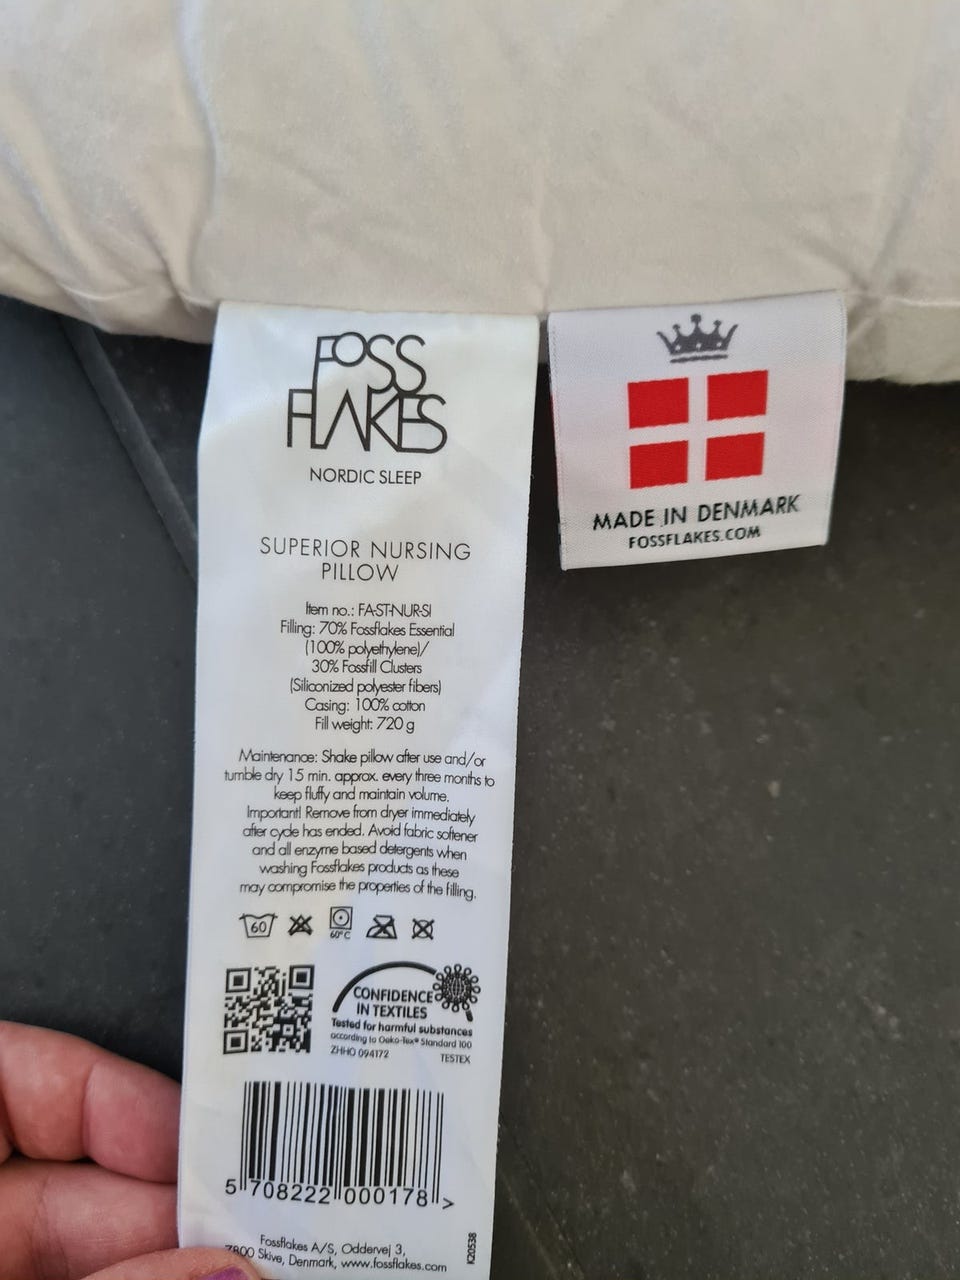 FOSS
FLAKES
NORDIC SLEEP
SUPERIOR NURSING
PILLOW
Item no.: FA-ST-NUR-SI
Filling: 70% Fossflakes Essential
(100% polyethylene)/
30% Fossfill Clusters
(Siliconized polyester fibers)
Casing: 100% cotton
Fill weight: 720 g
Maintenance: Shake pillow after use and/or
tumble dry 15 min. approx. every three months to
keep fluffy and maintain volume.
Important! Remove from dryer immediately
after cycle has ended. Avoid fabric softener
and all enzyme based detergents when
washing Fossflakes products as these
may compromise the properties of the filling.
60
60°C
CONFIDENCE
IN TEXTILES
Tested for harmful substances
according to Oeko-Tex® Standard 100
ZHHO 094172 TESTEX
5 708222 000178 >
Fossflakes A/S, Oddervej 3,
7800 Skive, Denmark, www.fossflakes.com
K20538
MADE IN DENMARK
FOSSFLAKES.COM